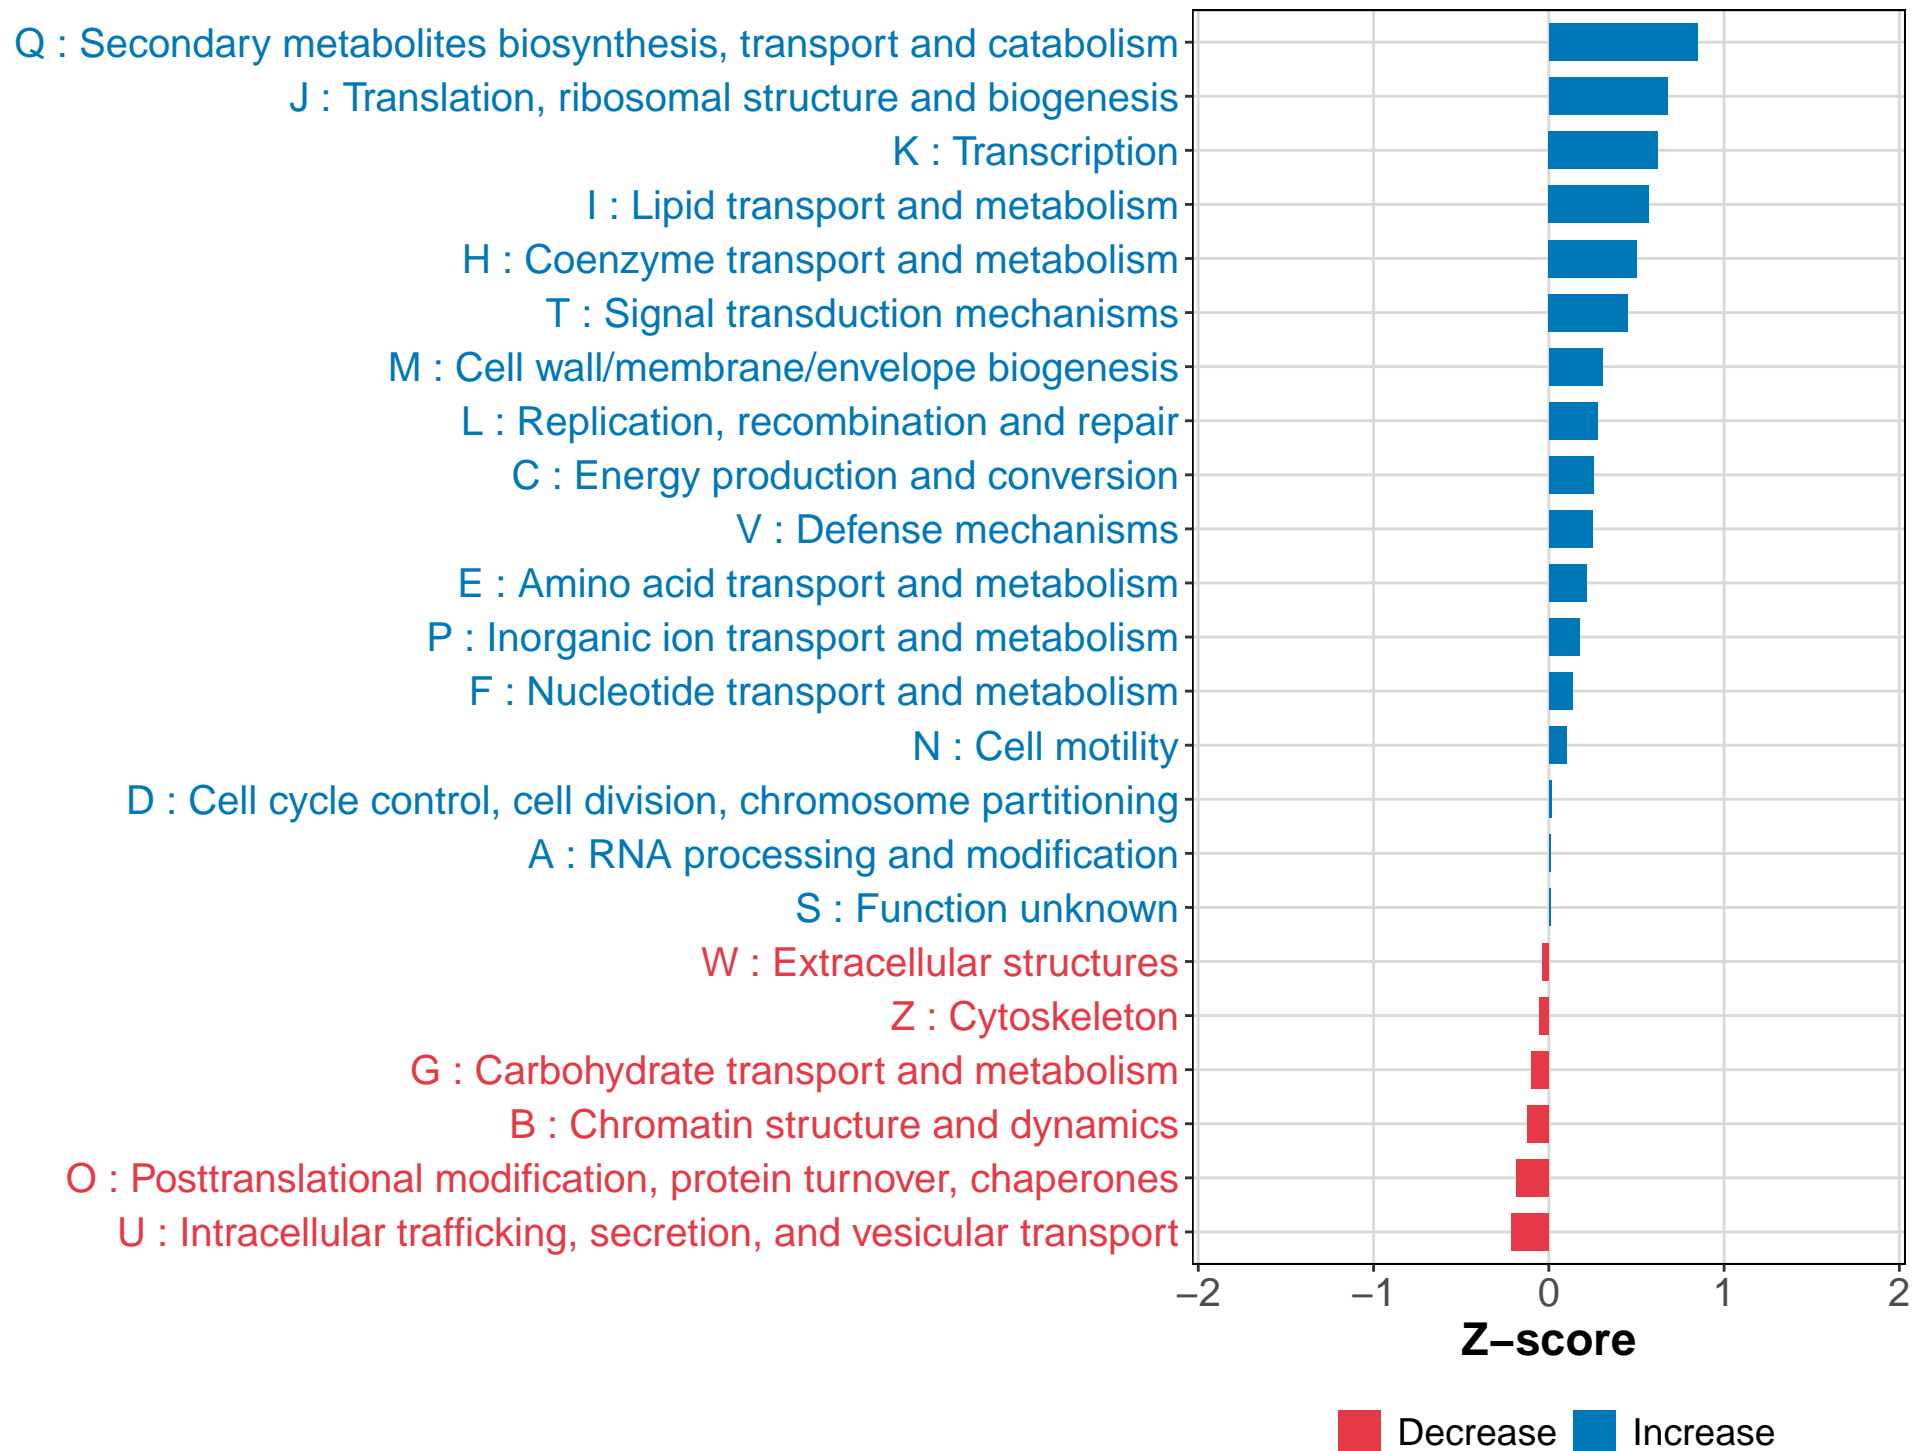 Q : Secondary metabolites biosynthesis, transport and catabolism
J : Translation, ribosomal structure and biogenesis
K : Transcription
I : Lipid transport and metabolism
H : Coenzyme transport and metabolism
T : Signal transduction mechanisms
M : Cell wall/membrane/envelope biogenesis
L : Replication, recombination and repair
C : Energy production and conversion
V : Defense mechanisms
E : Amino acid transport and metabolism
P : Inorganic ion transport and metabolism
F : Nucleotide transport and metabolism
N : Cell motility
D : Cell cycle control, cell division, chromosome partitioning
A : RNA processing and modification
S : Function unknown
W : Extracellular structures
Z : Cytoskeleton
G : Carbohydrate transport and metabolism
B : Chromatin structure and dynamics
O : Posttranslational modification, protein turnover, chaperones
U : Intracellular trafficking, secretion, and vesicular transport
−2 −1 0 1 2
Z−score
Decrease Increase